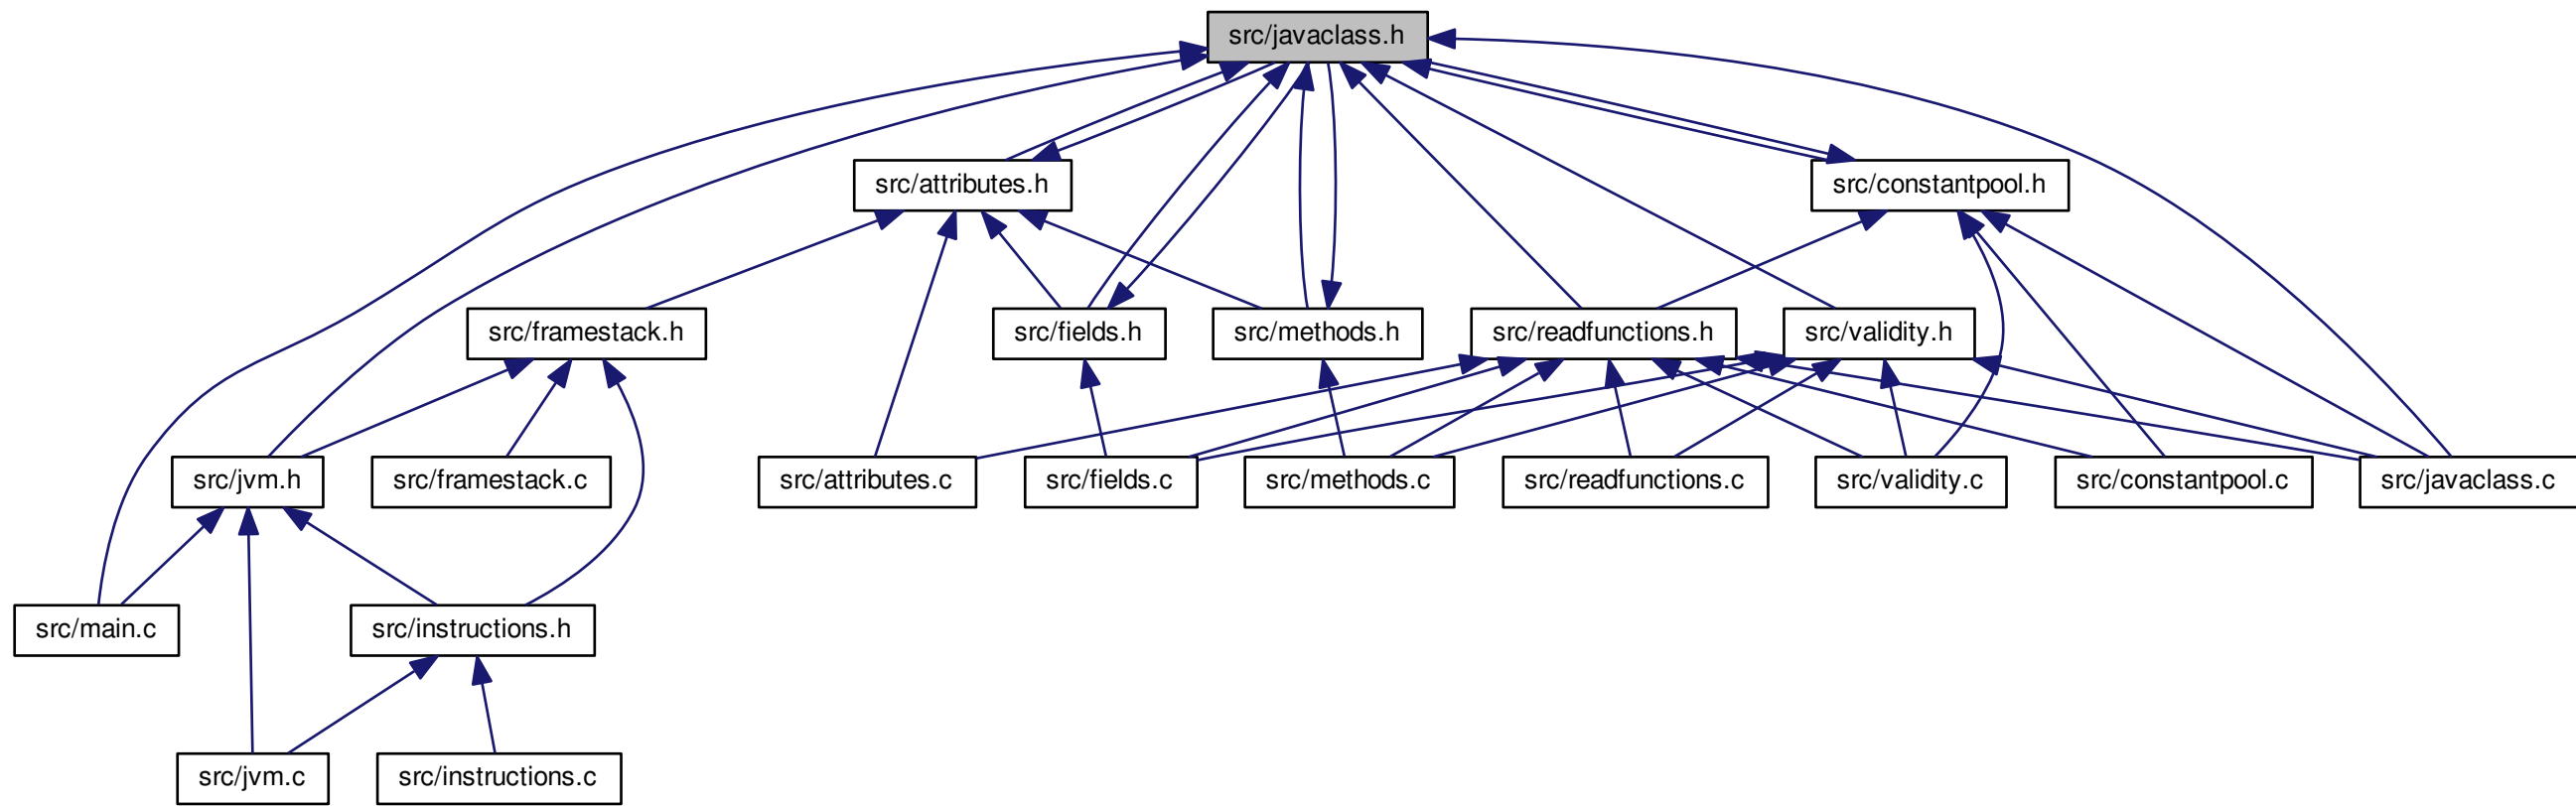 src/javaclass.h
src/attributes.h
src/constantpool.h
src/framestack.h
src/fields.h
src/methods.h
src/readfunctions.h
src/validity.h
src/jvm.h
src/framestack.c
src/attributes.c
src/fields.c
src/methods.c
src/readfunctions.c
src/validity.c
src/constantpool.c
src/javaclass.c
src/main.c
src/instructions.h
src/jvm.c
src/instructions.c